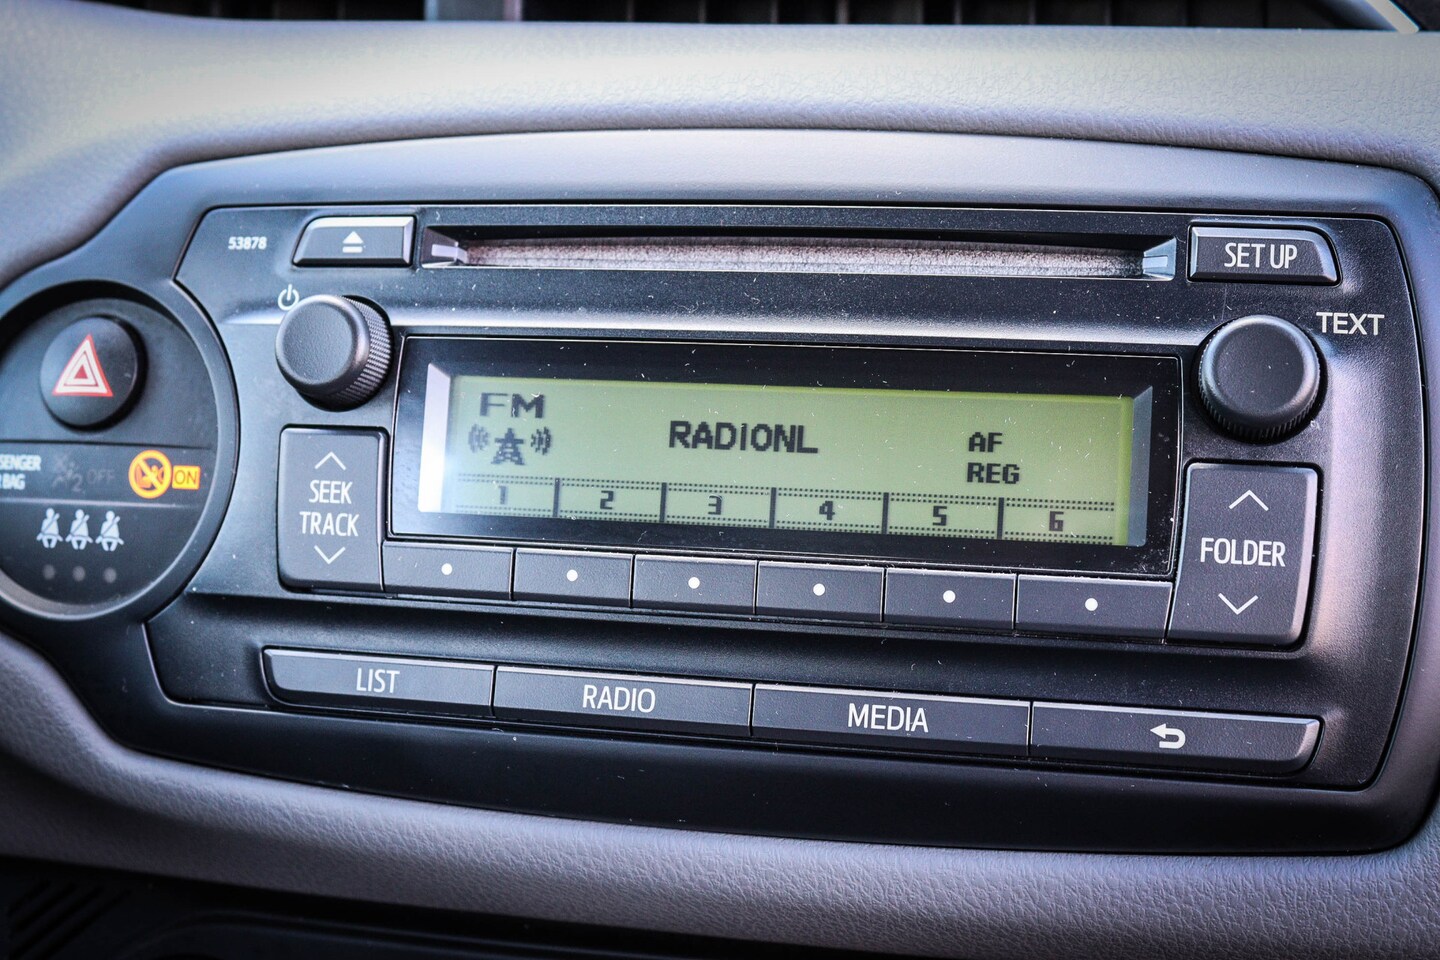 53878
SET UP
TEXT
FM
RADiONL
AF
REG
1 2 3 4 5 6
SEEK
TRACK
FOLDER
OFF
ON
LIST
RADIO
MEDIA